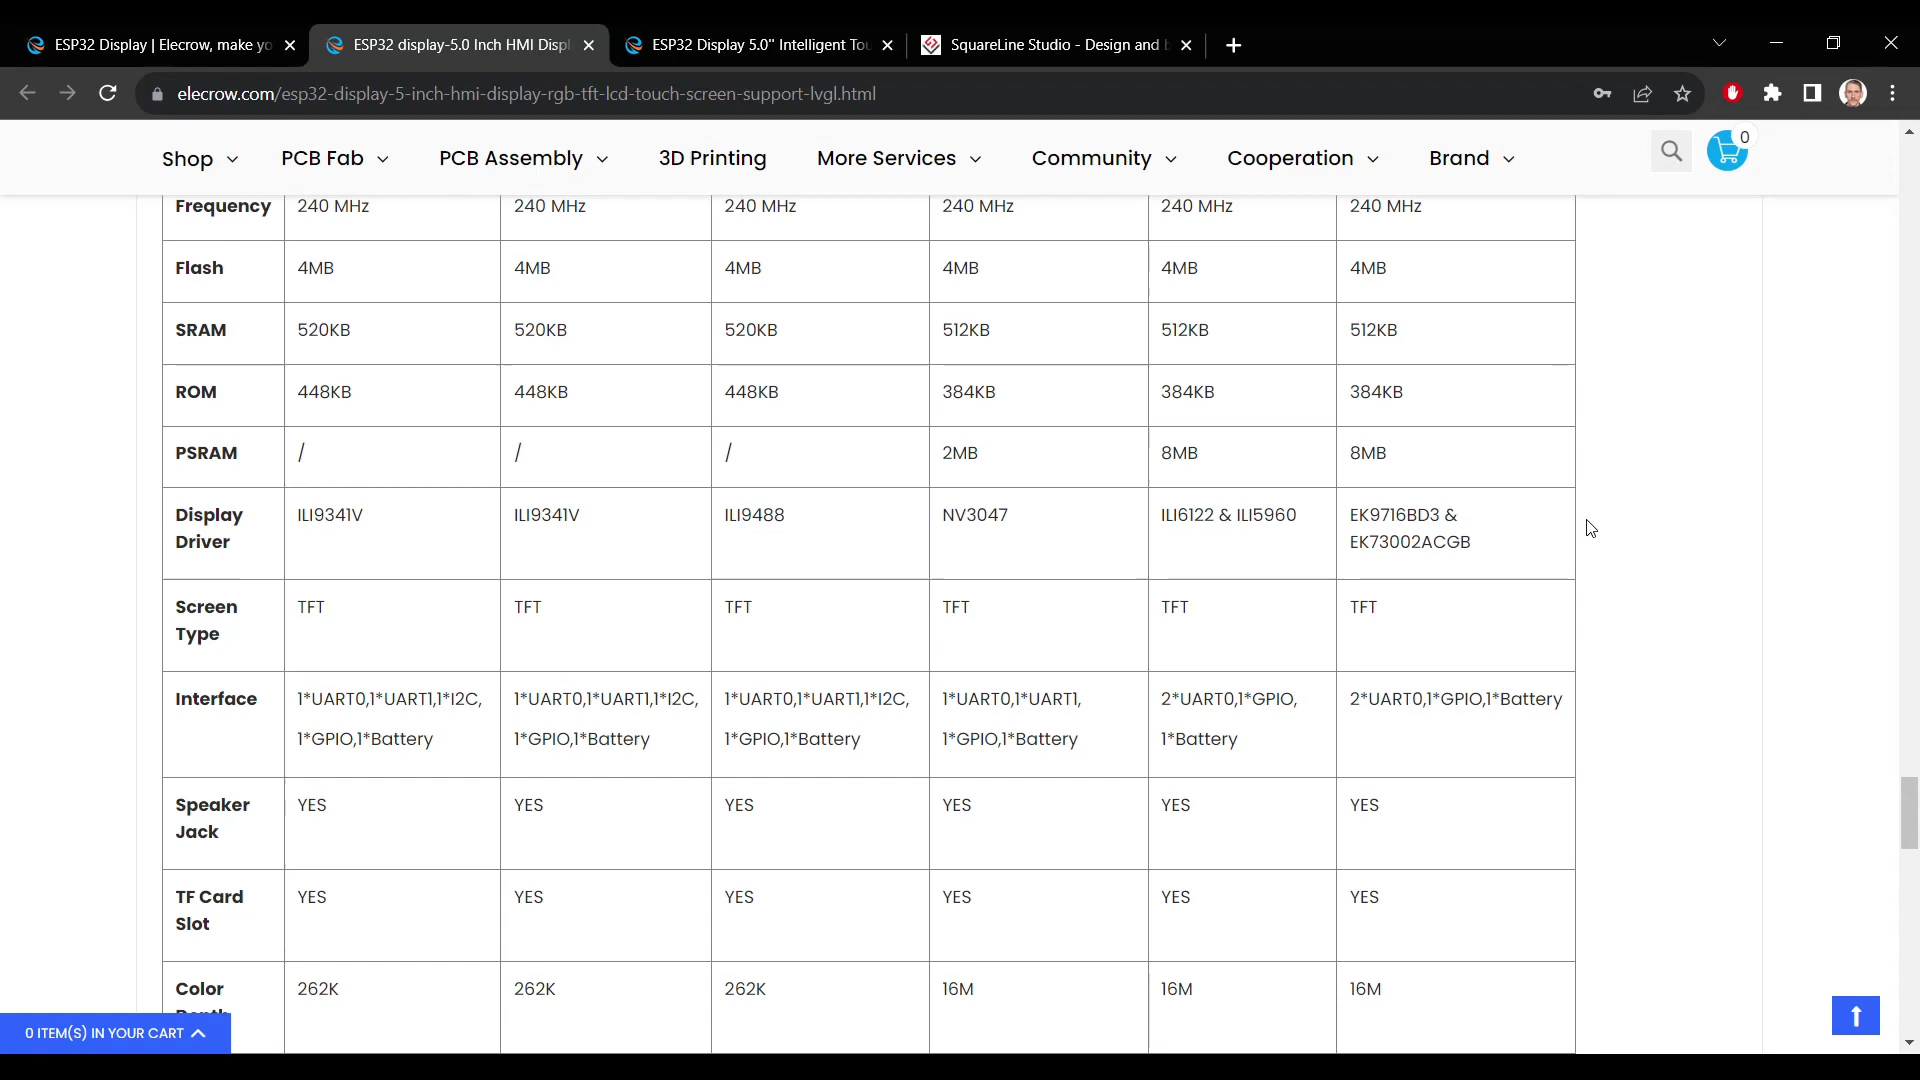 ESP32 Display | Elecrow, make yo
ESP32 display-5.0 Inch HMI Displ
ESP32 Display 5.0'' Intelligent Tou
SquareLine Studio - Design and b
elecrow.com/esp32-display-5-inch-hmi-display-rgb-tft-lcd-touch-screen-support-lvgl.html
Shop PCB Fab PCB Assembly 3D Printing More Services Community Cooperation Brand 0
Frequency 240 MHz 240 MHz 240 MHz 240 MHz 240 MHz 240 MHz
Flash 4MB 4MB 4MB 4MB 4MB 4MB
SRAM 520KB 520KB 520KB 512KB 512KB 512KB
ROM 448KB 448KB 448KB 384KB 384KB 384KB
PSRAM / / / 2MB 8MB 8MB
Display ILI9341V ILI9341V ILI9488 NV3047 ILI6122 & ILI5960 EK9716BD3 &
Driver EK73002ACGB
Screen TFT TFT TFT TFT TFT TFT
Type
Interface 1*UART0,1*UART1,1*I2C, 1*UART0,1*UART1,1*I2C, 1*UART0,1*UART1,1*I2C, 1*UART0,1*UART1, 2*UART0,1*GPIO, 2*UART0,1*GPIO,1*Battery
1*GPIO,1*Battery 1*GPIO,1*Battery 1*GPIO,1*Battery 1*GPIO,1*Battery 1*Battery
Speaker YES YES YES YES YES YES
Jack
TF Card YES YES YES YES YES YES
Slot
Color 262K 262K 262K 16M 16M 16M
0 ITEM(S) IN YOUR CART